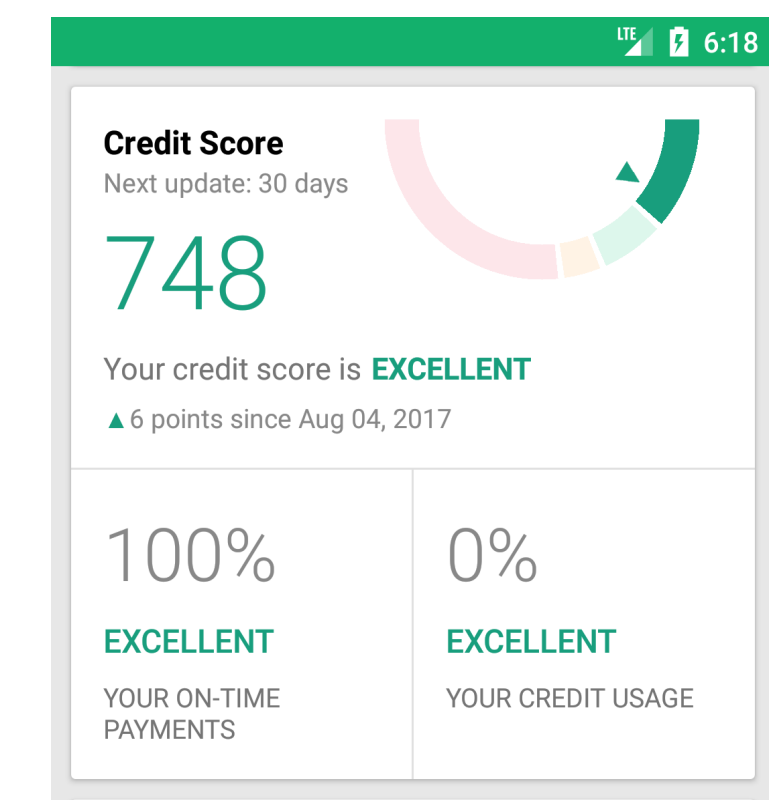 LTE 6:18
Credit Score
Next update: 30 days
748
Your credit score is EXCELLENT
▲6 points since Aug 04, 2017
100%
EXCELLENT
YOUR ON-TIME
PAYMENTS
0%
EXCELLENT
YOUR CREDIT USAGE